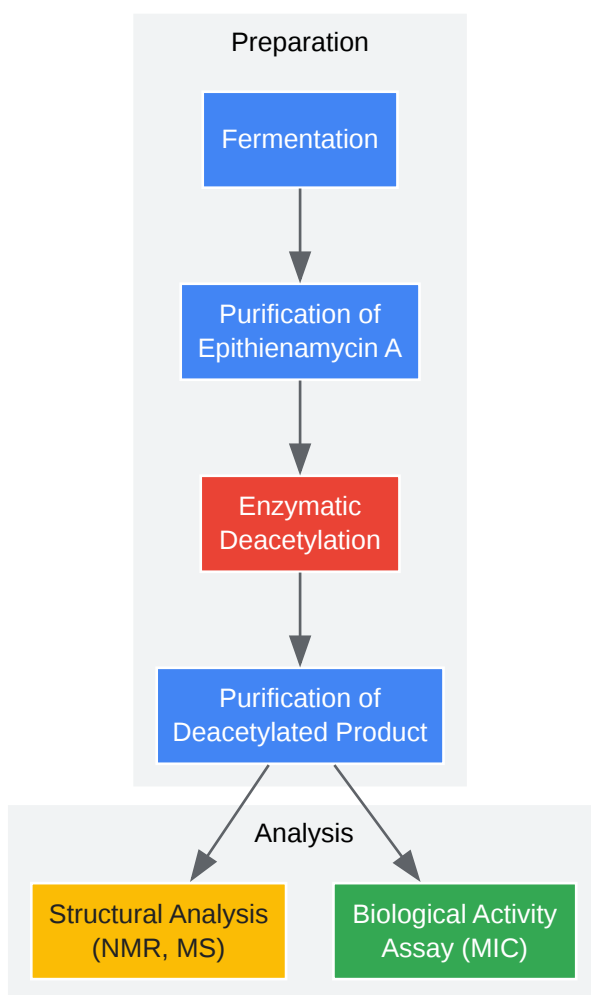 Preparation
Fermentation
Purification of
Epithienamycin A
Enzymatic
Deacetylation
Purification of
Deacetylated Product
Analysis
Structural Analysis
(NMR, MS)
Biological Activity
Assay (MIC)